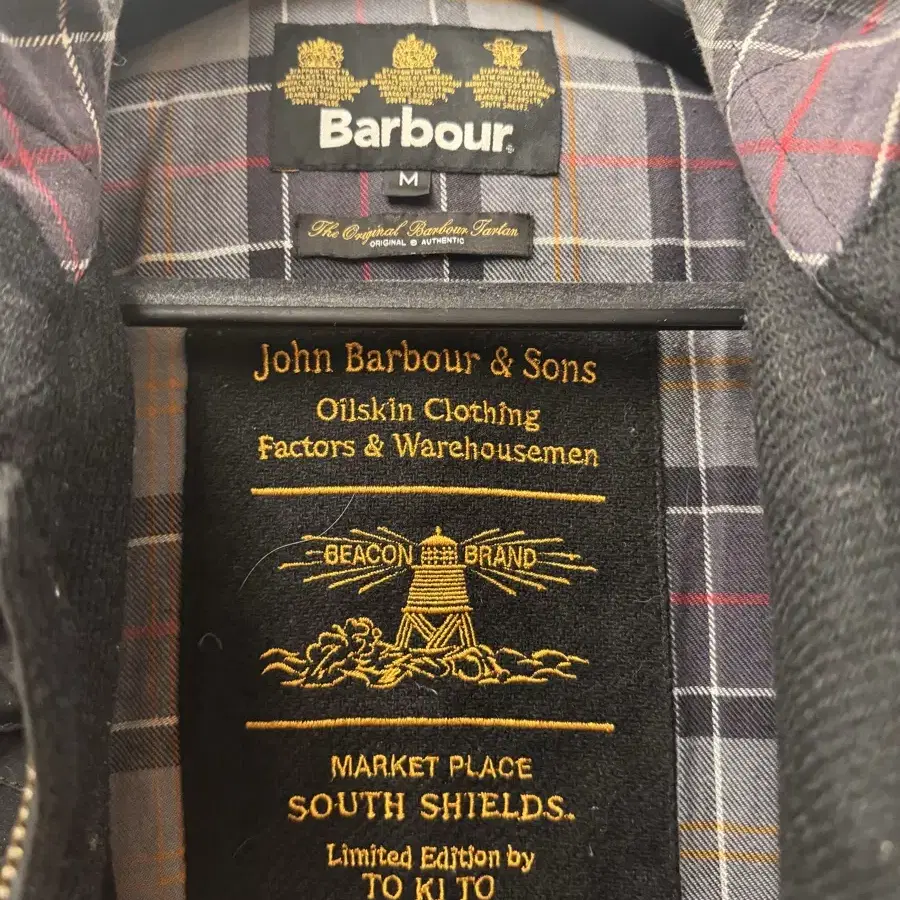 Barbour
M
The Original Barbour Tartan
ORIGINAL & AUTHENTIC
John Barbour & Sons
Oilskin Clothing
Factors & Warehousemen
BEACON BRAND
MARKET PLACE
SOUTH SHIELDS.
Limited Edition by
TO KI TO